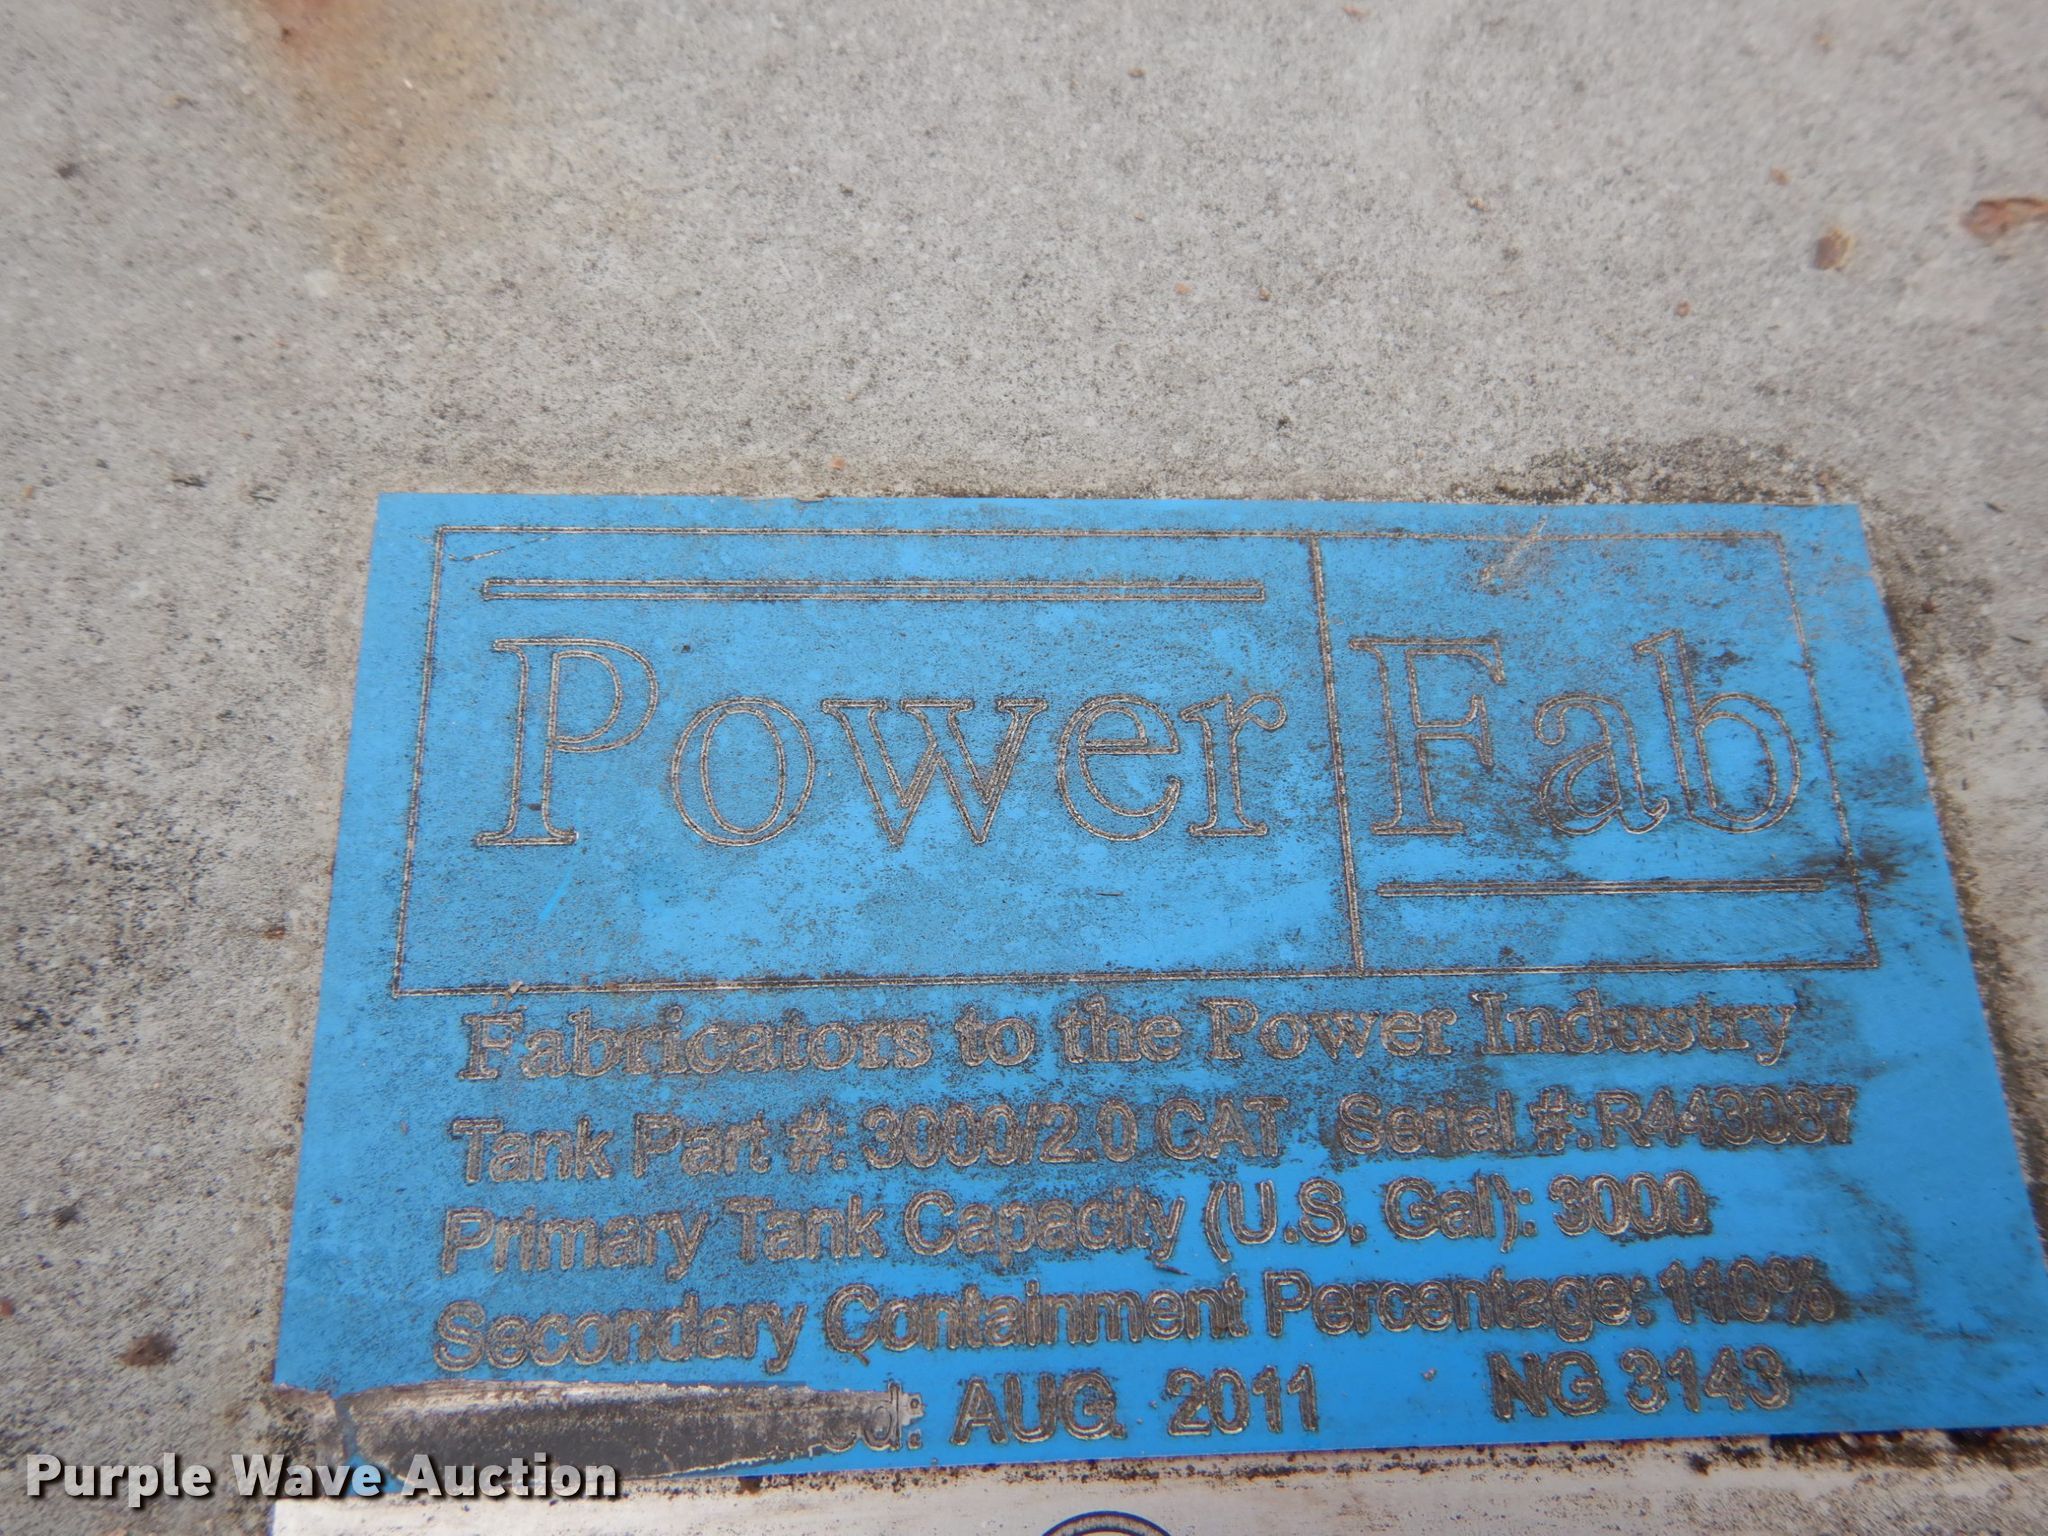 Power Fab
Fabricators to the Power Industry
Tank Part #: 3000/2.0 CAT Serial #: R443087
Primary Tank Capacity (U.S. Gal): 3000
Secondary Containment Percentage: 110%
AUG. 2011 NG 3143
Purple Wave Auction